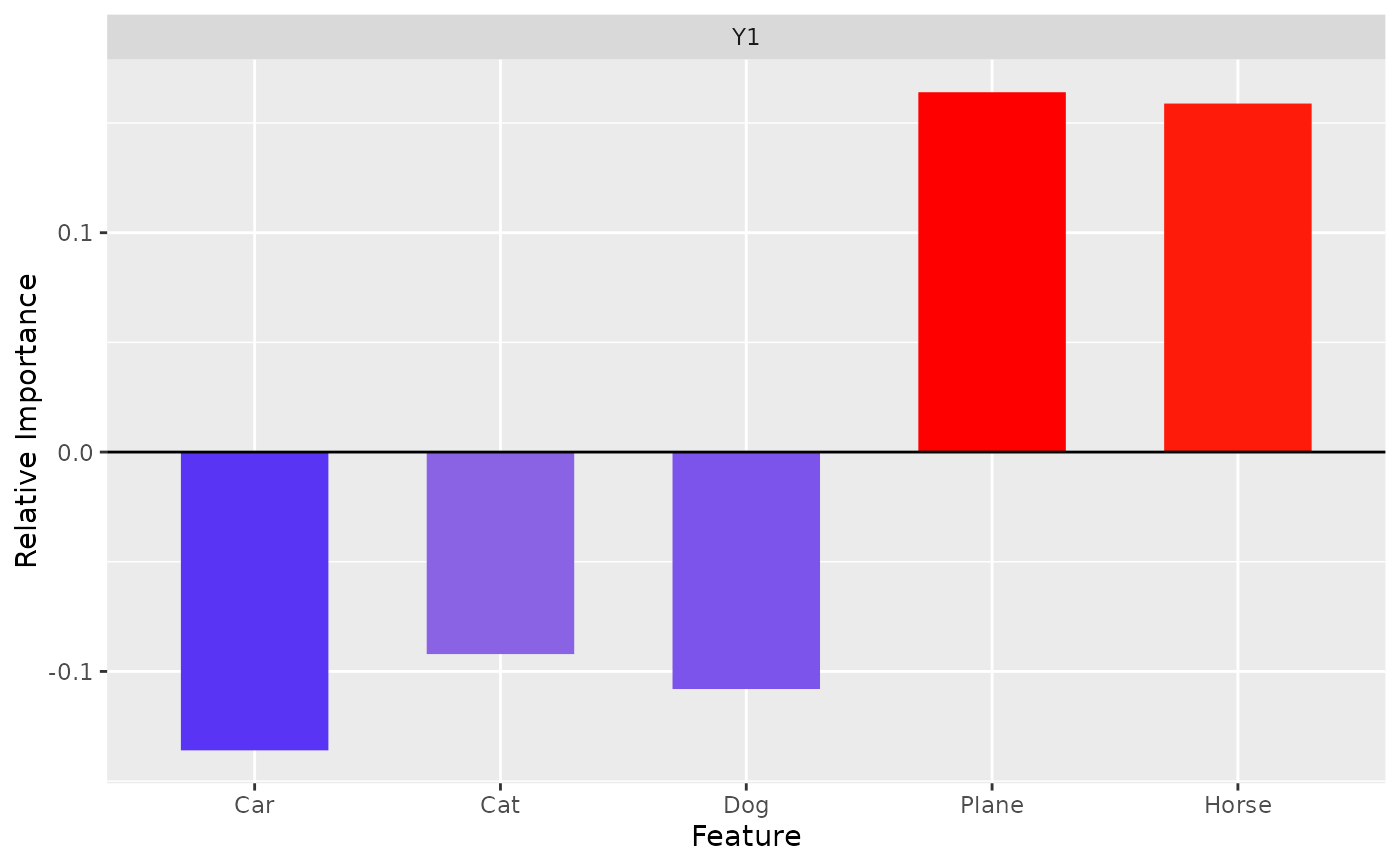 Y1
Relative Importance
0.1
0.0
-0.1
Car Cat Dog Plane Horse
Feature